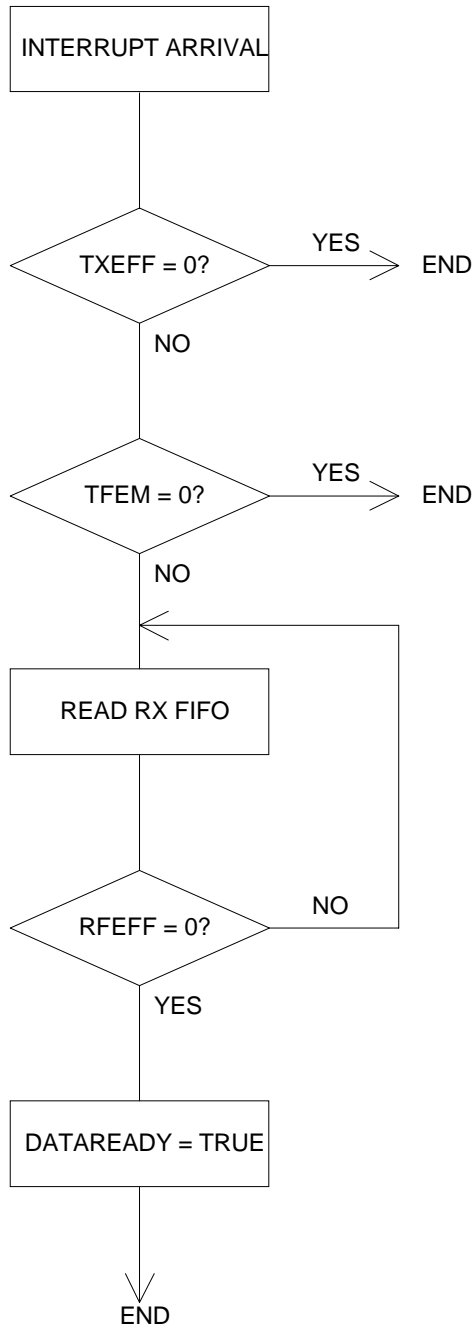 INTERRUPT ARRIVAL
TXEFF = 0?
YES
END
NO
TFEM = 0?
YES
END
NO
READ RX FIFO
RFEFF = 0?
NO
YES
DATAREADY = TRUE
END